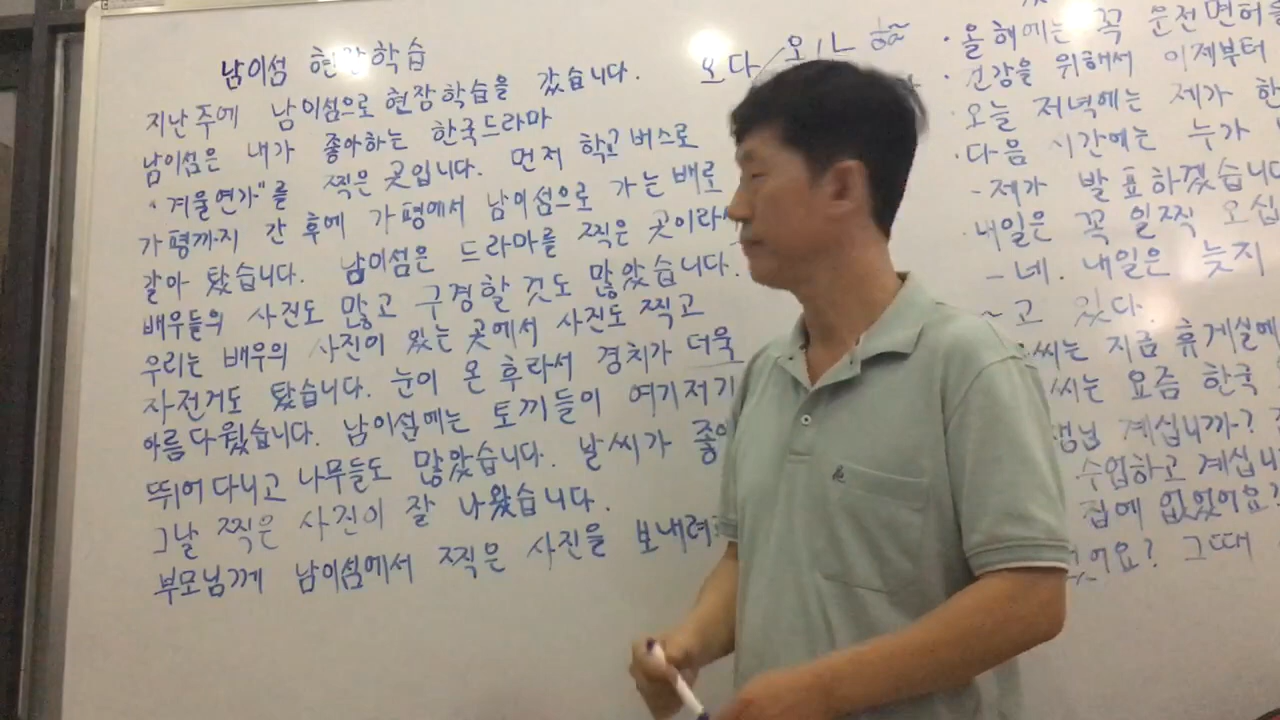 남이섬 현장학습
지난주에 남이섬으로 현장학습을 갔습니다.
남이섬은 내가 좋아하는 한국드라마
"겨울연가"를 찍은 곳입니다. 먼저 학교 버스로
가평까지 간 후에 가평에서 남이섬으로 가는 배로
갈아 탔습니다. 남이섬은 드라마를 찍은 곳이라서
배우들의 사진도 많고 구경할 것도 많았습니다.
우리는 배우의 사진이 있는 곳에서 사진도 찍고
자전거도 탔습니다. 눈이 온 후라서 경치가 더욱
아름다웠습니다. 남이섬에는 토끼들이 여기저기
뛰어다니고 나무들도 많았습니다. 날씨가
그날 찍은 사진이 잘 나왔습니다.
부모님께 남이섬에서 찍은 사진을 보내려
오다
· 올해에는 꼭 운전면허를
· 건강을 위해서 이제부터
· 오늘 저녁에는 제가 한
· 다음 시간에는 누가
- 제가 발표하겠습니다
· 내일은 꼭 일찍 오십
- 네. 내일은 늦지
~고 있다.
씨는 지금 휴게실에
씨는 요즘 한국
계십니까?
수업하고 계십니
집에 없었어요?
어요? 그때